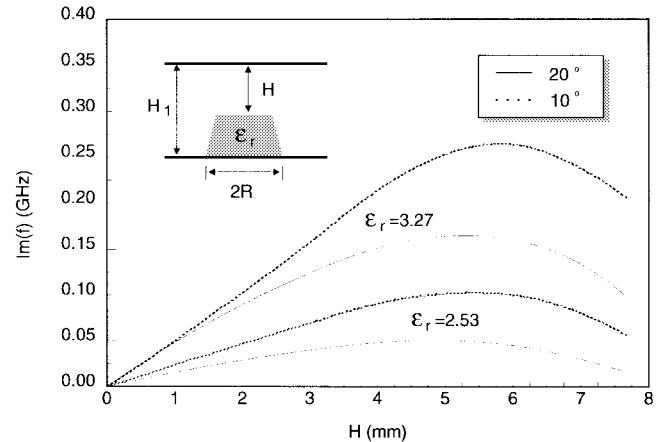 0.40
0.35
0.30
0.25
0.20
0.15
0.10
0.05
0.00
Im(f) (GHz)
H₁
H
εr
2R
20°
10°
εr=3.27
εr=2.53
0 1 2 3 4 5 6 7 8
H (mm)